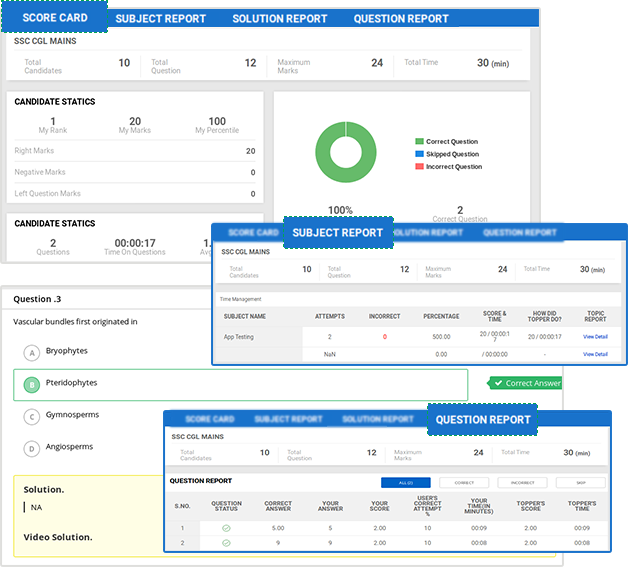 SCORE CARD SUBJECT REPORT SOLUTION REPORT QUESTION REPORT
SSC CGL MAINS
Total Candidates 10 Total Question 12 Maximum Marks 24 Total Time 30 (min)
CANDIDATE STATICS
1 20 100
My Rank My Marks My Percentile
Right Marks 20
Negative Marks 0
Left Question Marks 0
Correct Question
Skipped Question
Incorrect Question
100% 2
Correct Question
CANDIDATE STATICS
2 00:00:17 1.
Questions Time On Questions Avg
SCORE CARD SUBJECT REPORT SOLUTION REPORT QUESTION REPORT
SSC CGL MAINS
Total Candidates 10 Total Question 12 Maximum Marks 24 Total Time 30 (min)
Time Management
SUBJECT NAME ATTEMPTS INCORRECT PERCENTAGE SCORE & TIME HOW DID TOPPER DO? TOPIC REPORT
App Testing 2 0 500.00 20 / 00:00:17 20 / 00:00:17 View Detail
NaN 0.00 / 00:00:00 - View Detail
Question .3
Vascular bundles first originated in
A Bryophytes
B Pteridophytes
Correct Answer
C Gymnosperms
D Angiosperms
Solution.
NA
Video Solution.
SCORE CARD SUBJECT REPORT SOLUTION REPORT QUESTION REPORT
SSC CGL MAINS
Total Candidates 10 Total Question 12 Maximum Marks 24 Total Time 30 (min)
QUESTION REPORT
CORRECT INCORRECT SKIP
S.NO. QUESTION STATUS CORRECT ANSWER YOUR ANSWER YOUR SCORE USER'S CORRECT ATTEMPT % YOUR TIME(IN MINUTES) TOPPER'S SCORE TOPPER'S TIME
1 5.00 5 2.00 10 00:09 2.00 00:09
2 9 9 2.00 10 00:08 2.00 00:08